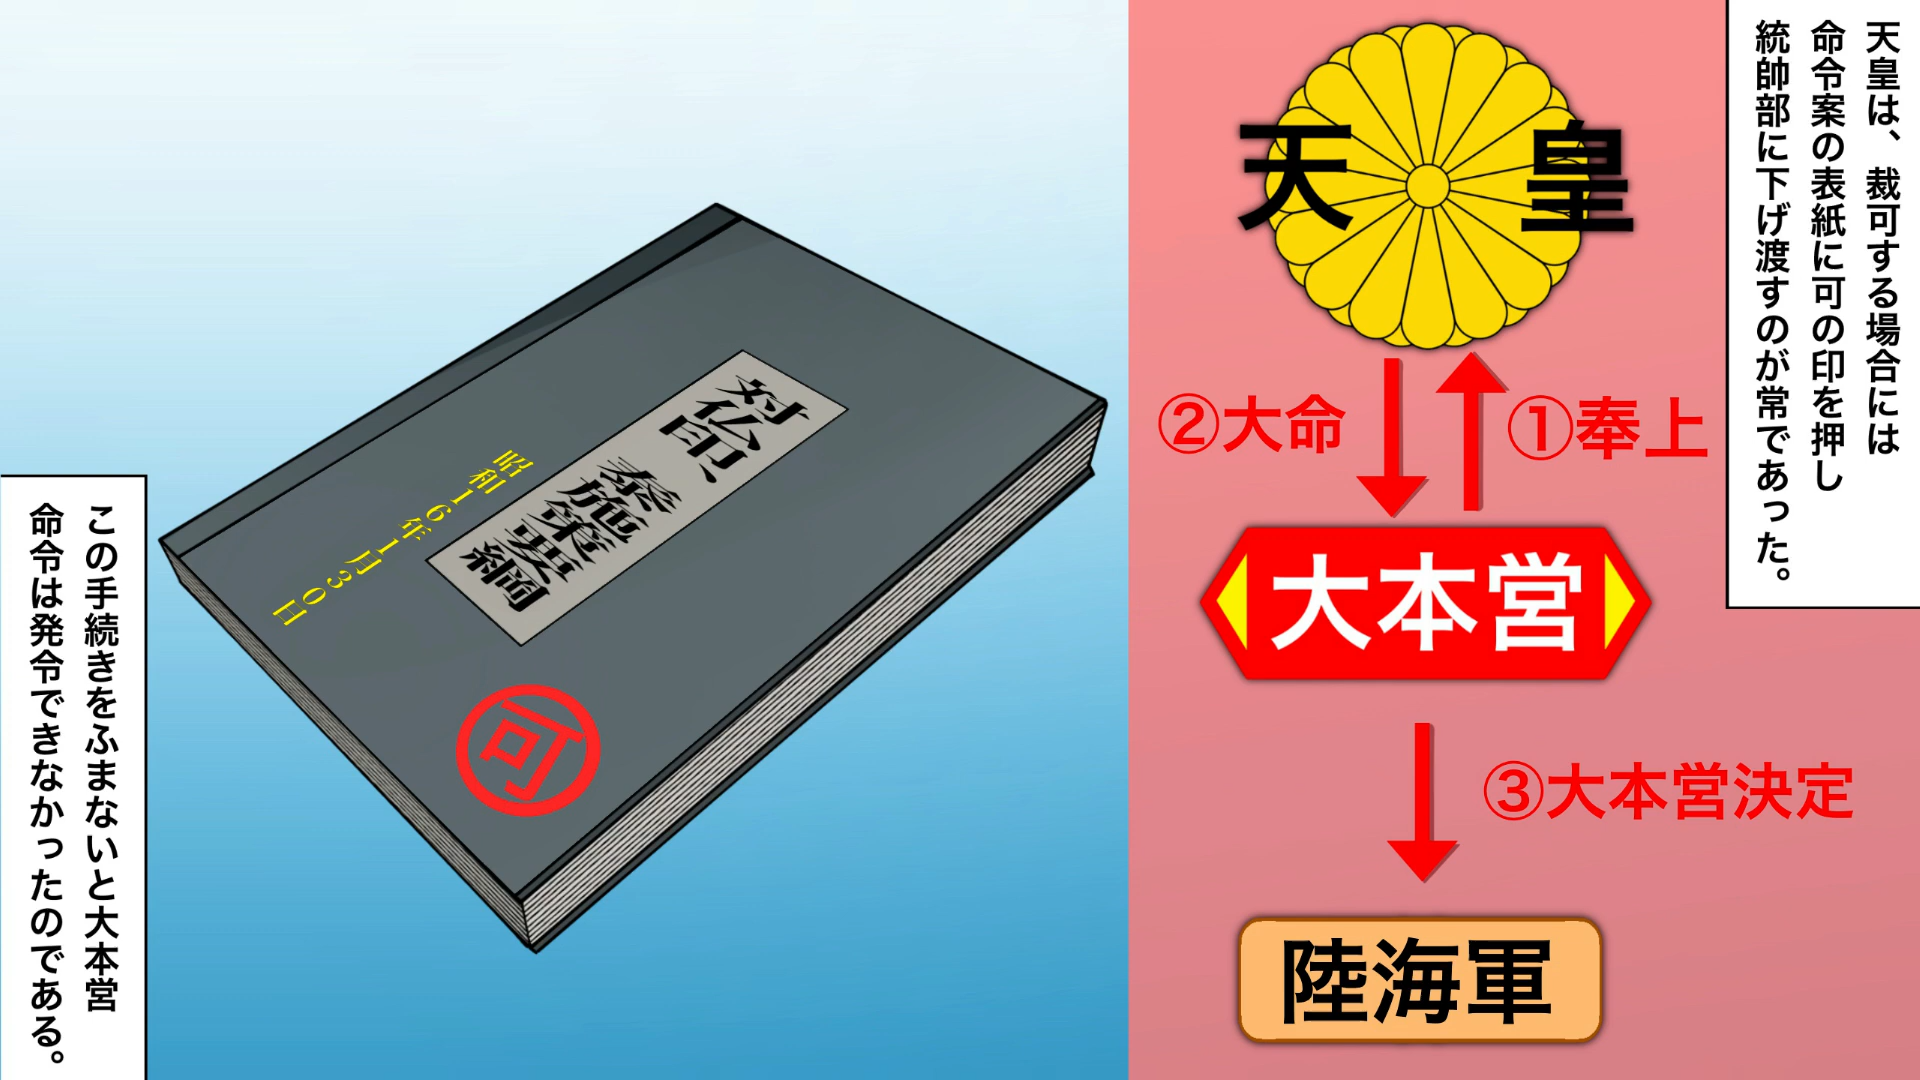 天皇は、裁可する場合には
命令案の表紙に可の印を押し
統帥部に下げ渡すのが常であった。
天皇
②大命
①奉上
大本営
③大本営決定
陸海軍
対仏印、泰施策要綱
昭和16年1月30日
可
この手続きをふまないと大本営
命令は発令できなかったのである。